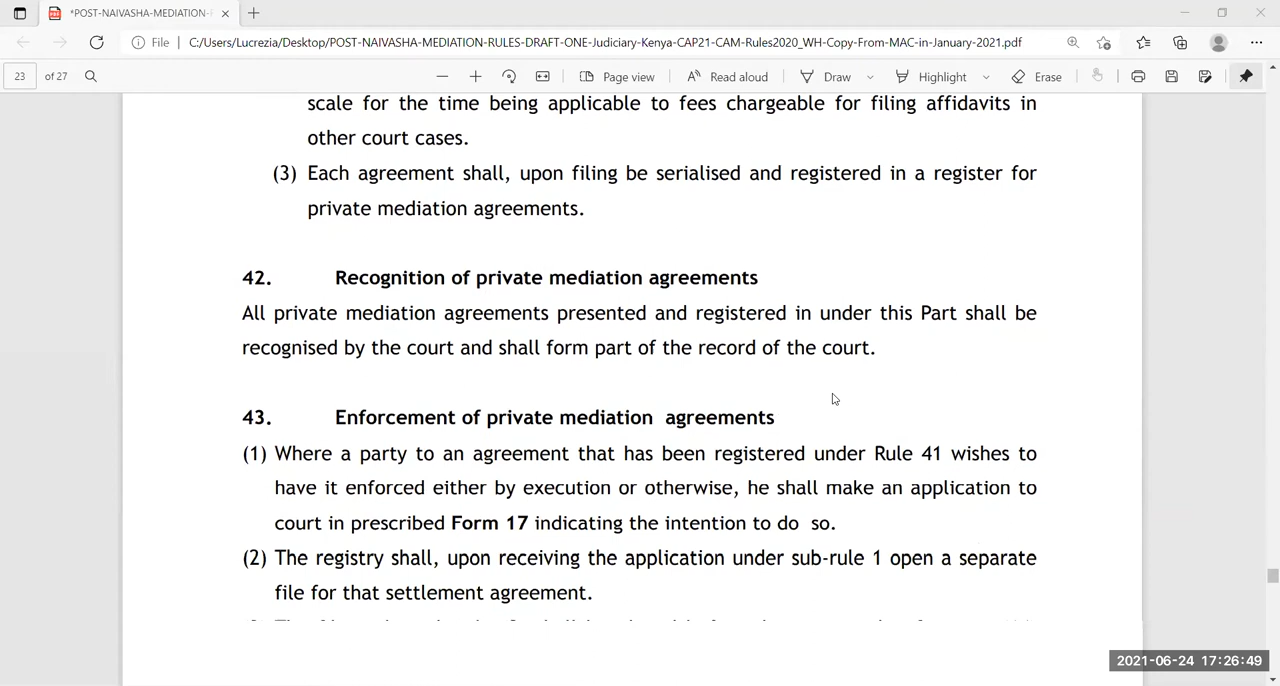 *POST-NAIVASHA-MEDIATION-
File C:/Users/Lucrezia/Desktop/POST-NAIVASHA-MEDIATION-RULES-DRAFT-ONE-Judiciary-Kenya-CAP21-CAM-Rules2020_WH-Copy-From-MAC-in-January-2021.pdf
23 of 27 Page view Read aloud Draw Highlight Erase
scale for the time being applicable to fees chargeable for filing affidavits in
other court cases.
(3) Each agreement shall, upon filing be serialised and registered in a register for
private mediation agreements.
42. Recognition of private mediation agreements
All private mediation agreements presented and registered in under this Part shall be
recognised by the court and shall form part of the record of the court.
43. Enforcement of private mediation agreements
(1) Where a party to an agreement that has been registered under Rule 41 wishes to
have it enforced either by execution or otherwise, he shall make an application to
court in prescribed Form 17 indicating the intention to do so.
(2) The registry shall, upon receiving the application under sub-rule 1 open a separate
file for that settlement agreement.
2021-06-24 17:26:49